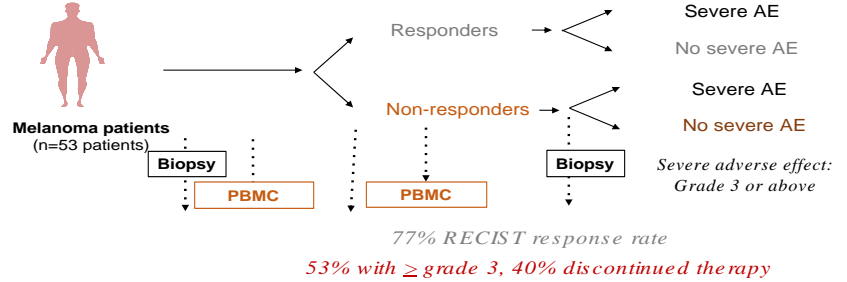 Severe AE
Responders
No severe AE
Severe AE
Non-responders
No severe AE
Melanoma patients
(n=53 patients)
Biopsy
Biopsy
Severe adverse effect:
Grade 3 or above
PBMC
PBMC
77% RECIST response rate
53% with ≥ grade 3, 40% discontinued therapy